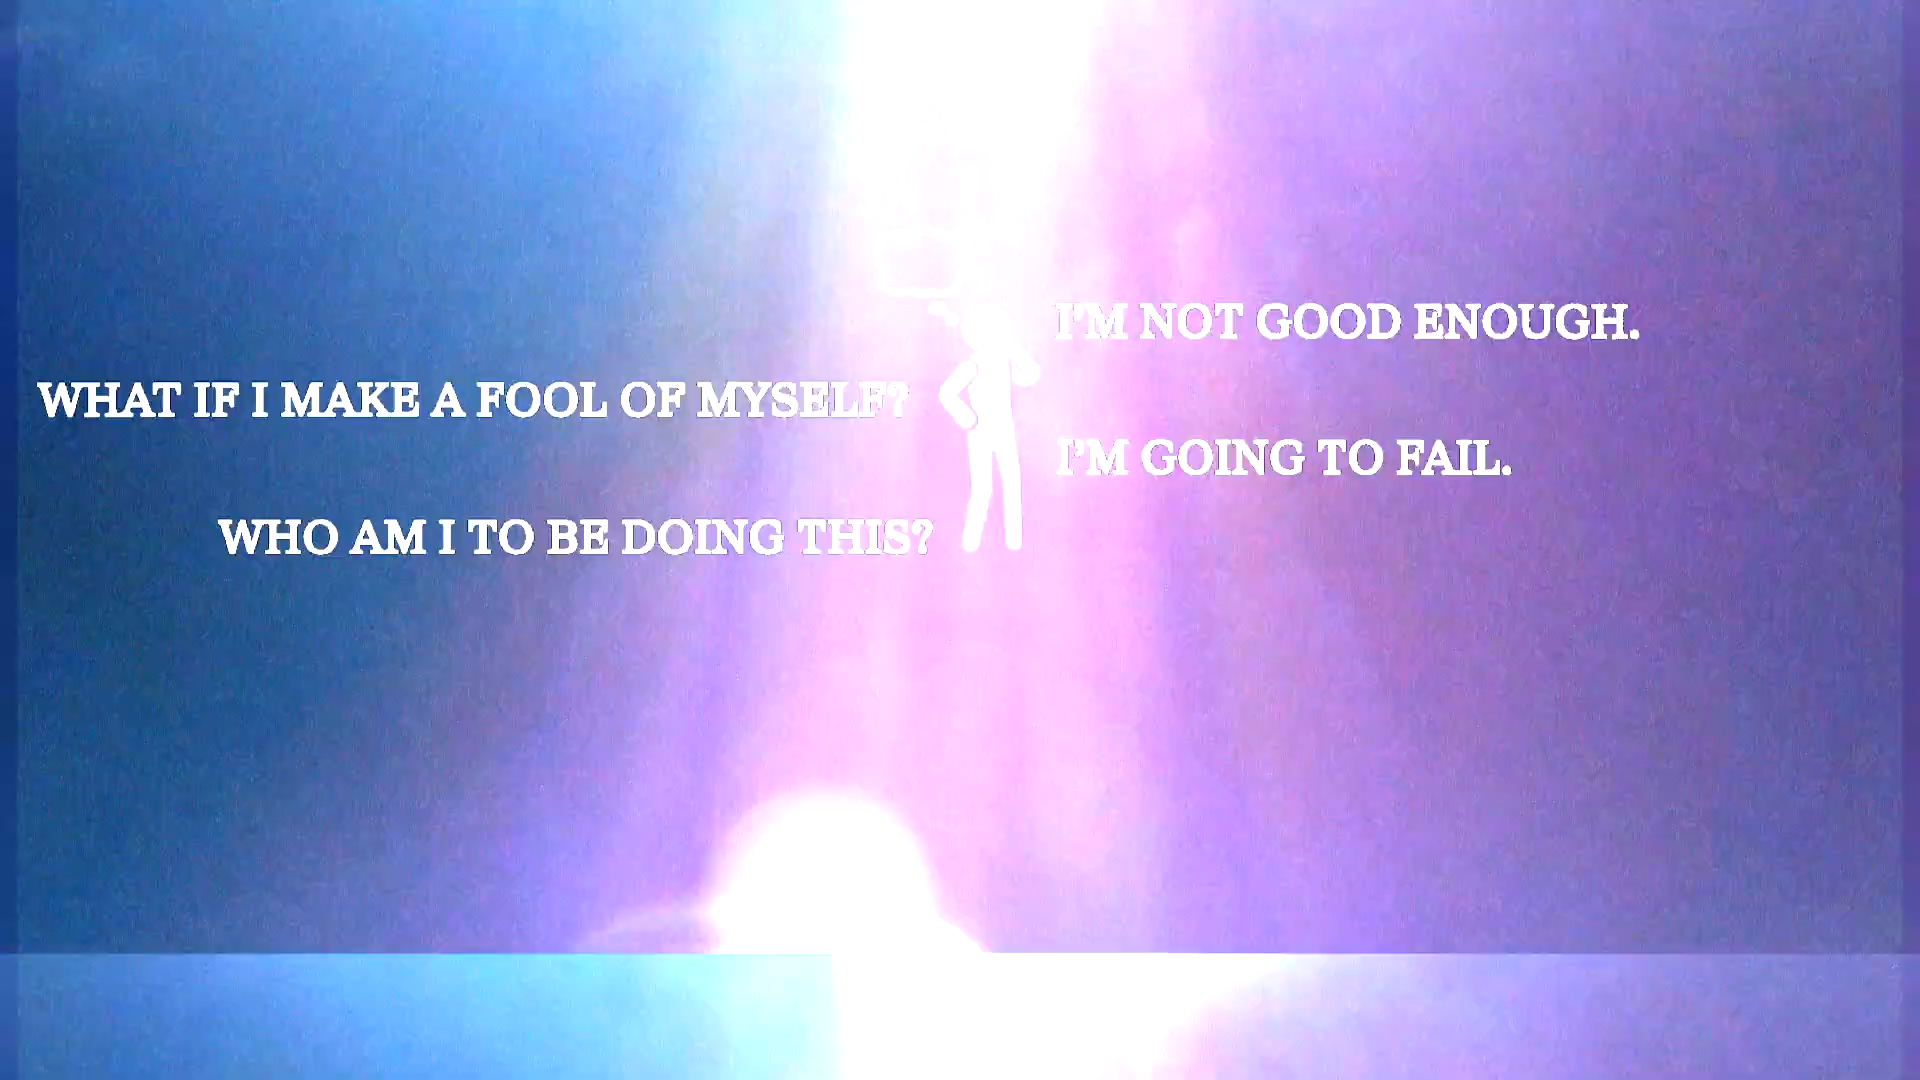 I'M NOT GOOD ENOUGH.
WHAT IF I MAKE A FOOL OF MYSELF?
I'M GOING TO FAIL.
WHO AM I TO BE DOING THIS?